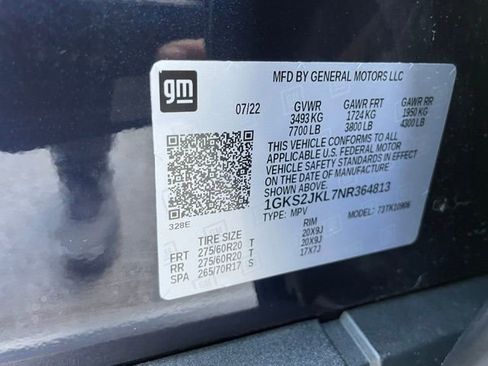 gm
MFD BY GENERAL MOTORS LLC
07/22 GVWR GAWR FRT GAWR RR
3493 KG 1724 KG 1950 KG
7700 LB 3800 LB 4300 LB
THIS VEHICLE CONFORMS TO ALL
APPLICABLE U.S. FEDERAL MOTOR
VEHICLE SAFETY STANDARDS IN
EFFECT ON THE DATE OF
MANUFACTURE SHOWN ABOVE.
1GKS2JKL7NR364813
TYPE: MPV MODEL: 73TK10906
328E
TIRE SIZE RIM
FRT 275/60R20 T 20X9J
RR 275/60R20 T 20X9J
SPA 265/70R17 S 17X7J